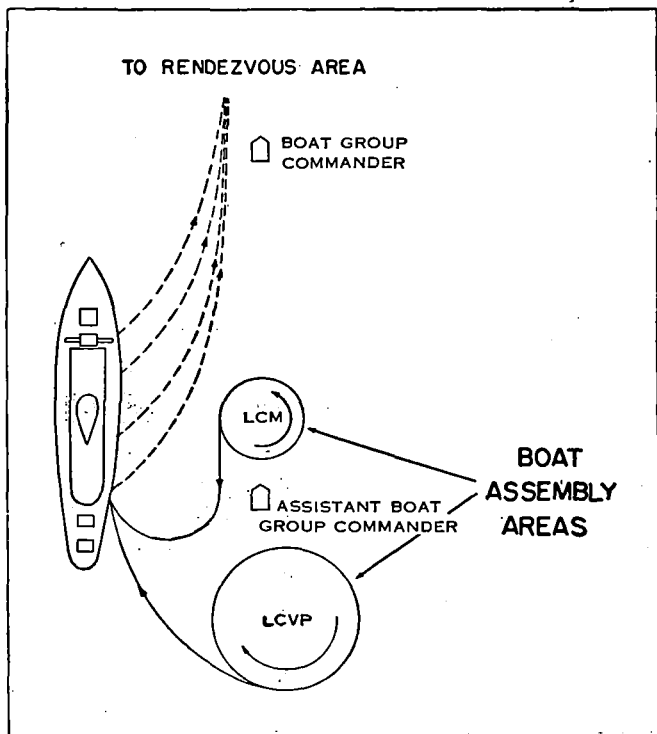 TO RENDEZVOUS AREA
BOAT GROUP
COMMANDER
LCM
BOAT
ASSEMBLY
AREAS
ASSISTANT BOAT
GROUP COMMANDER
LCVP